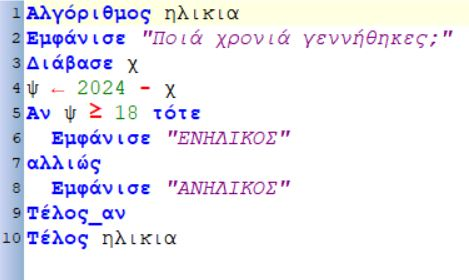 1 Αλγόριθμος ηλικια
2 Εμφάνισε "Ποιά χρονιά γεννήθηκες;"
3 Διάβασε χ
4 ψ ← 2024 - χ
5 Αν ψ ≥ 18 τότε
6 Εμφάνισε "ΕΝΗΛΙΚΟΣ"
7 αλλιώς
8 Εμφάνισε "ΑΝΗΛΙΚΟΣ"
9 Τέλος_αν
10 Τέλος ηλικια